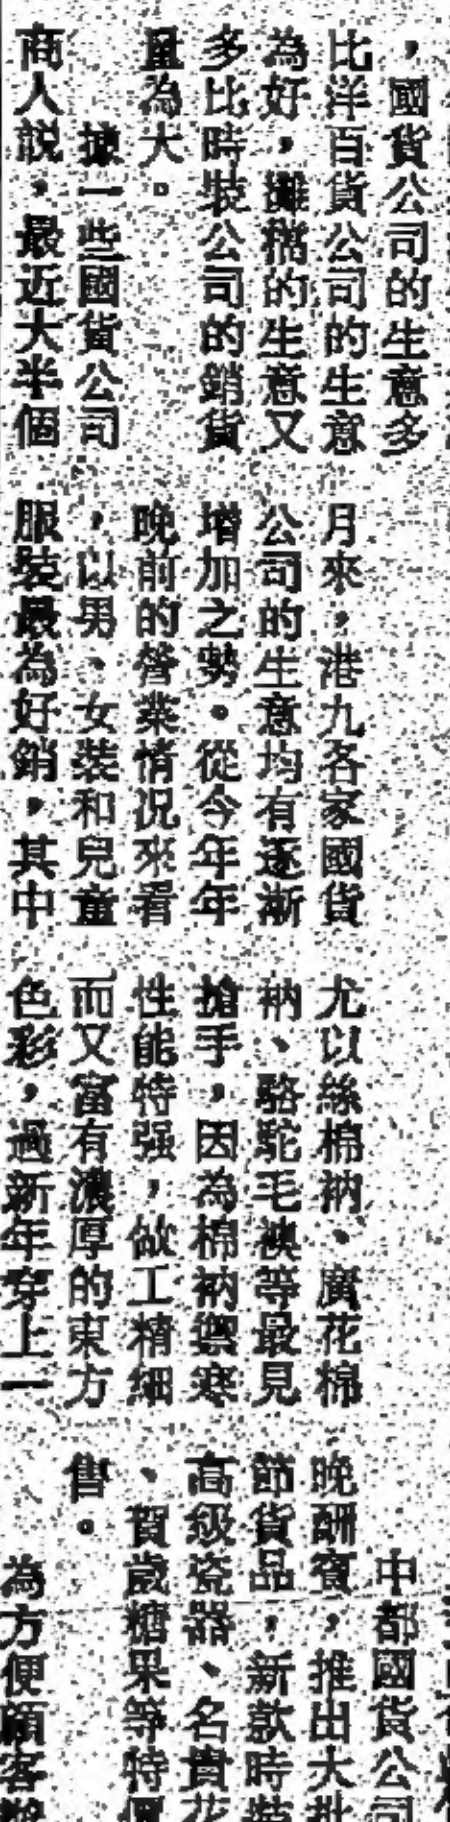 ，國貨公司的生意多
比洋百貨公司的生意
為好，攤檔的生意又
多比時裝公司的銷貨
量為大。
據一些國貨公司
商人說，最近大半個
月來，港九各家國貨
公司的生意均有逐漸
增加之勢。從今年年
晚前的營業情況來看
，以男、女裝和兒童
服裝最為好銷，其中
尤以絲棉衲、廣花棉
衲、駱駝毛襖等最見
搶手，因為棉衲禦寒
性能特强，做工精細
而又富有濃厚的東方
色彩，過新年穿上一
中都國貨公司
晚酬賓，推出大批
節貨品，新款時裝
高級瓷器、名貴花
、賀歲糖果等特價
售。
為方便顧客